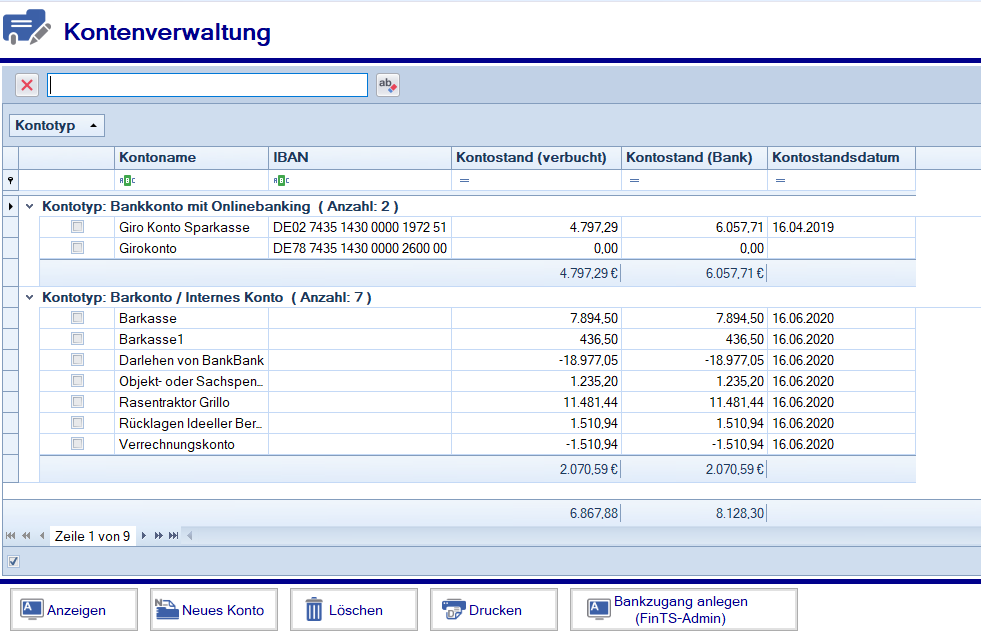 Kontenverwaltung
ab
Kontotyp
Kontoname IBAN Kontostand (verbucht) Kontostand (Bank) Kontostandsdatum
ABC ABC = = =
Kontotyp: Bankkonto mit Onlinebanking ( Anzahl: 2 )
Giro Konto Sparkasse DE02 7435 1430 0000 1972 51 4.797,29 6.057,71 16.04.2019
Girokonto DE78 7435 1430 0000 2600 00 0,00 0,00
4.797,29 € 6.057,71 €
Kontotyp: Barkonto / Internes Konto ( Anzahl: 7 )
Barkasse 7.894,50 7.894,50 16.06.2020
Barkasse1 436,50 436,50 16.06.2020
Darlehen von BankBank -18.977,05 -18.977,05 16.06.2020
Objekt- oder Sachspen... 1.235,20 1.235,20 16.06.2020
Rasentraktor Grillo 11.481,44 11.481,44 16.06.2020
Rücklagen Ideeller Ber... 1.510,94 1.510,94 16.06.2020
Verrechnungskonto -1.510,94 -1.510,94 16.06.2020
2.070,59 € 2.070,59 €
6.867,88 8.128,30
Zeile 1 von 9
A Anzeigen N Neues Konto Löschen D Drucken A Bankzugang anlegen
(FinTS-Admin)